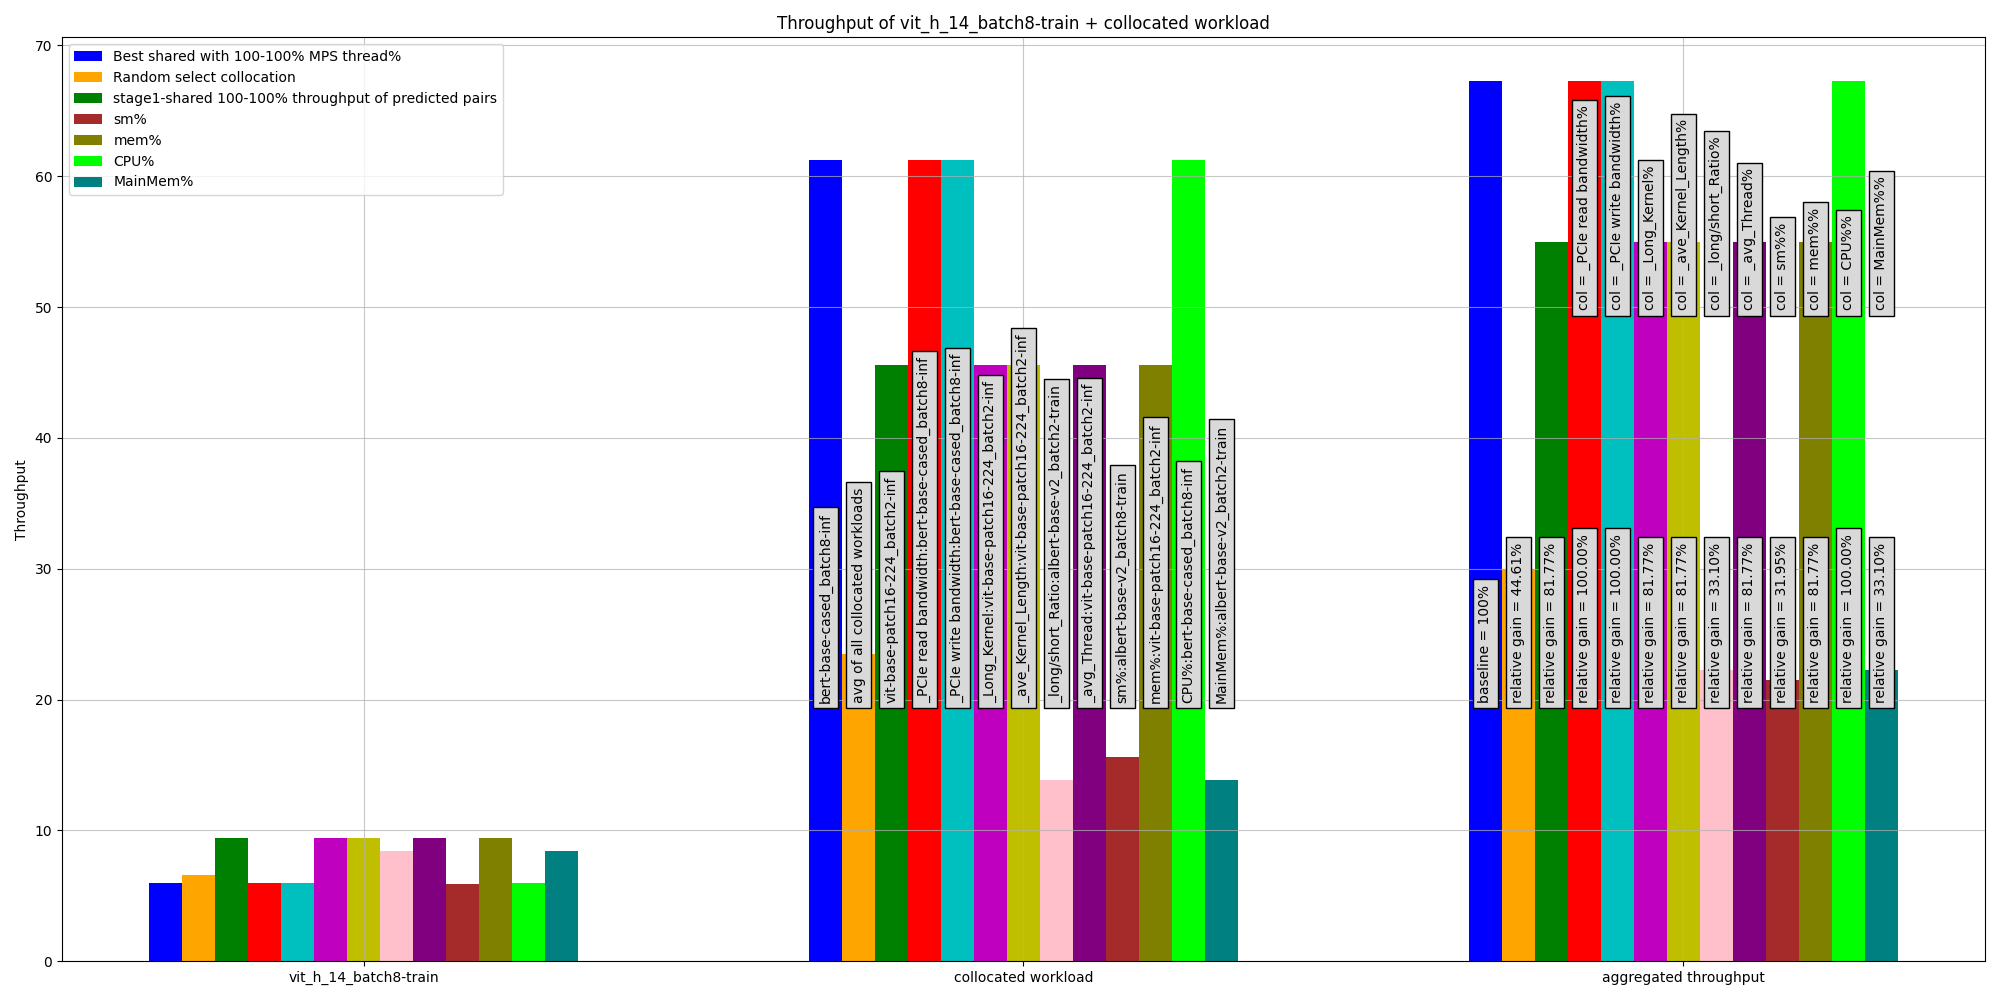 Throughput of vit_h_14_batch8-train + collocated workload
Best shared with 100-100% MPS thread%
Random select collocation
stage1-shared 100-100% throughput of predicted pairs
sm%
mem%
CPU%
MainMem%
Throughput
70
60
50
40
30
20
10
0
bert-base-cased_batch8-inf
avg of all collocated workloads
vit-base-patch16-224_batch2-inf
_PCIe read bandwidth:bert-base-cased_batch8-inf
_PCIe write bandwidth:bert-base-cased_batch8-inf
_Long_Kernel:vit-base-patch16-224_batch2-inf
_ave_Kernel_Length:vit-base-patch16-224_batch2-inf
_long/short_Ratio:albert-base-v2_batch2-train
_avg_Thread:vit-base-patch16-224_batch2-inf
sm%:albert-base-v2_batch8-train
mem%:vit-base-patch16-224_batch2-inf
CPU%:bert-base-cased_batch8-inf
MainMem%:albert-base-v2_batch2-train
col = _PCIe read bandwidth%
col = _PCIe write bandwidth%
col = _Long_Kernel%
col = _ave_Kernel_Length%
col = _long/short_Ratio%
col = _avg_Thread%
col = sm%%
col = mem%%
col = CPU%%
col = MainMem%%
baseline = 100%
relative gain = 44.61%
relative gain = 81.77%
relative gain = 100.00%
relative gain = 100.00%
relative gain = 81.77%
relative gain = 81.77%
relative gain = 33.10%
relative gain = 81.77%
relative gain = 31.95%
relative gain = 81.77%
relative gain = 100.00%
relative gain = 33.10%
vit_h_14_batch8-train
collocated workload
aggregated throughput